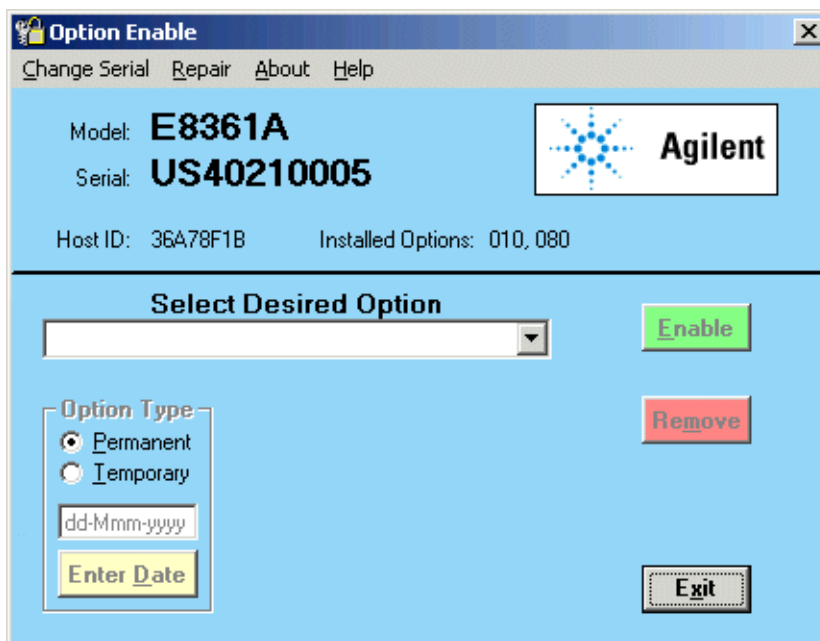 Option Enable
Change Serial Repair About Help
Model: E8361A
Serial: US40210005
Agilent
Host ID: 36A78F1B Installed Options: 010, 080
Select Desired Option
Enable
Option Type
Remove
Permanent
Temporary
dd-Mmm-yyyy
Enter Date
Exit